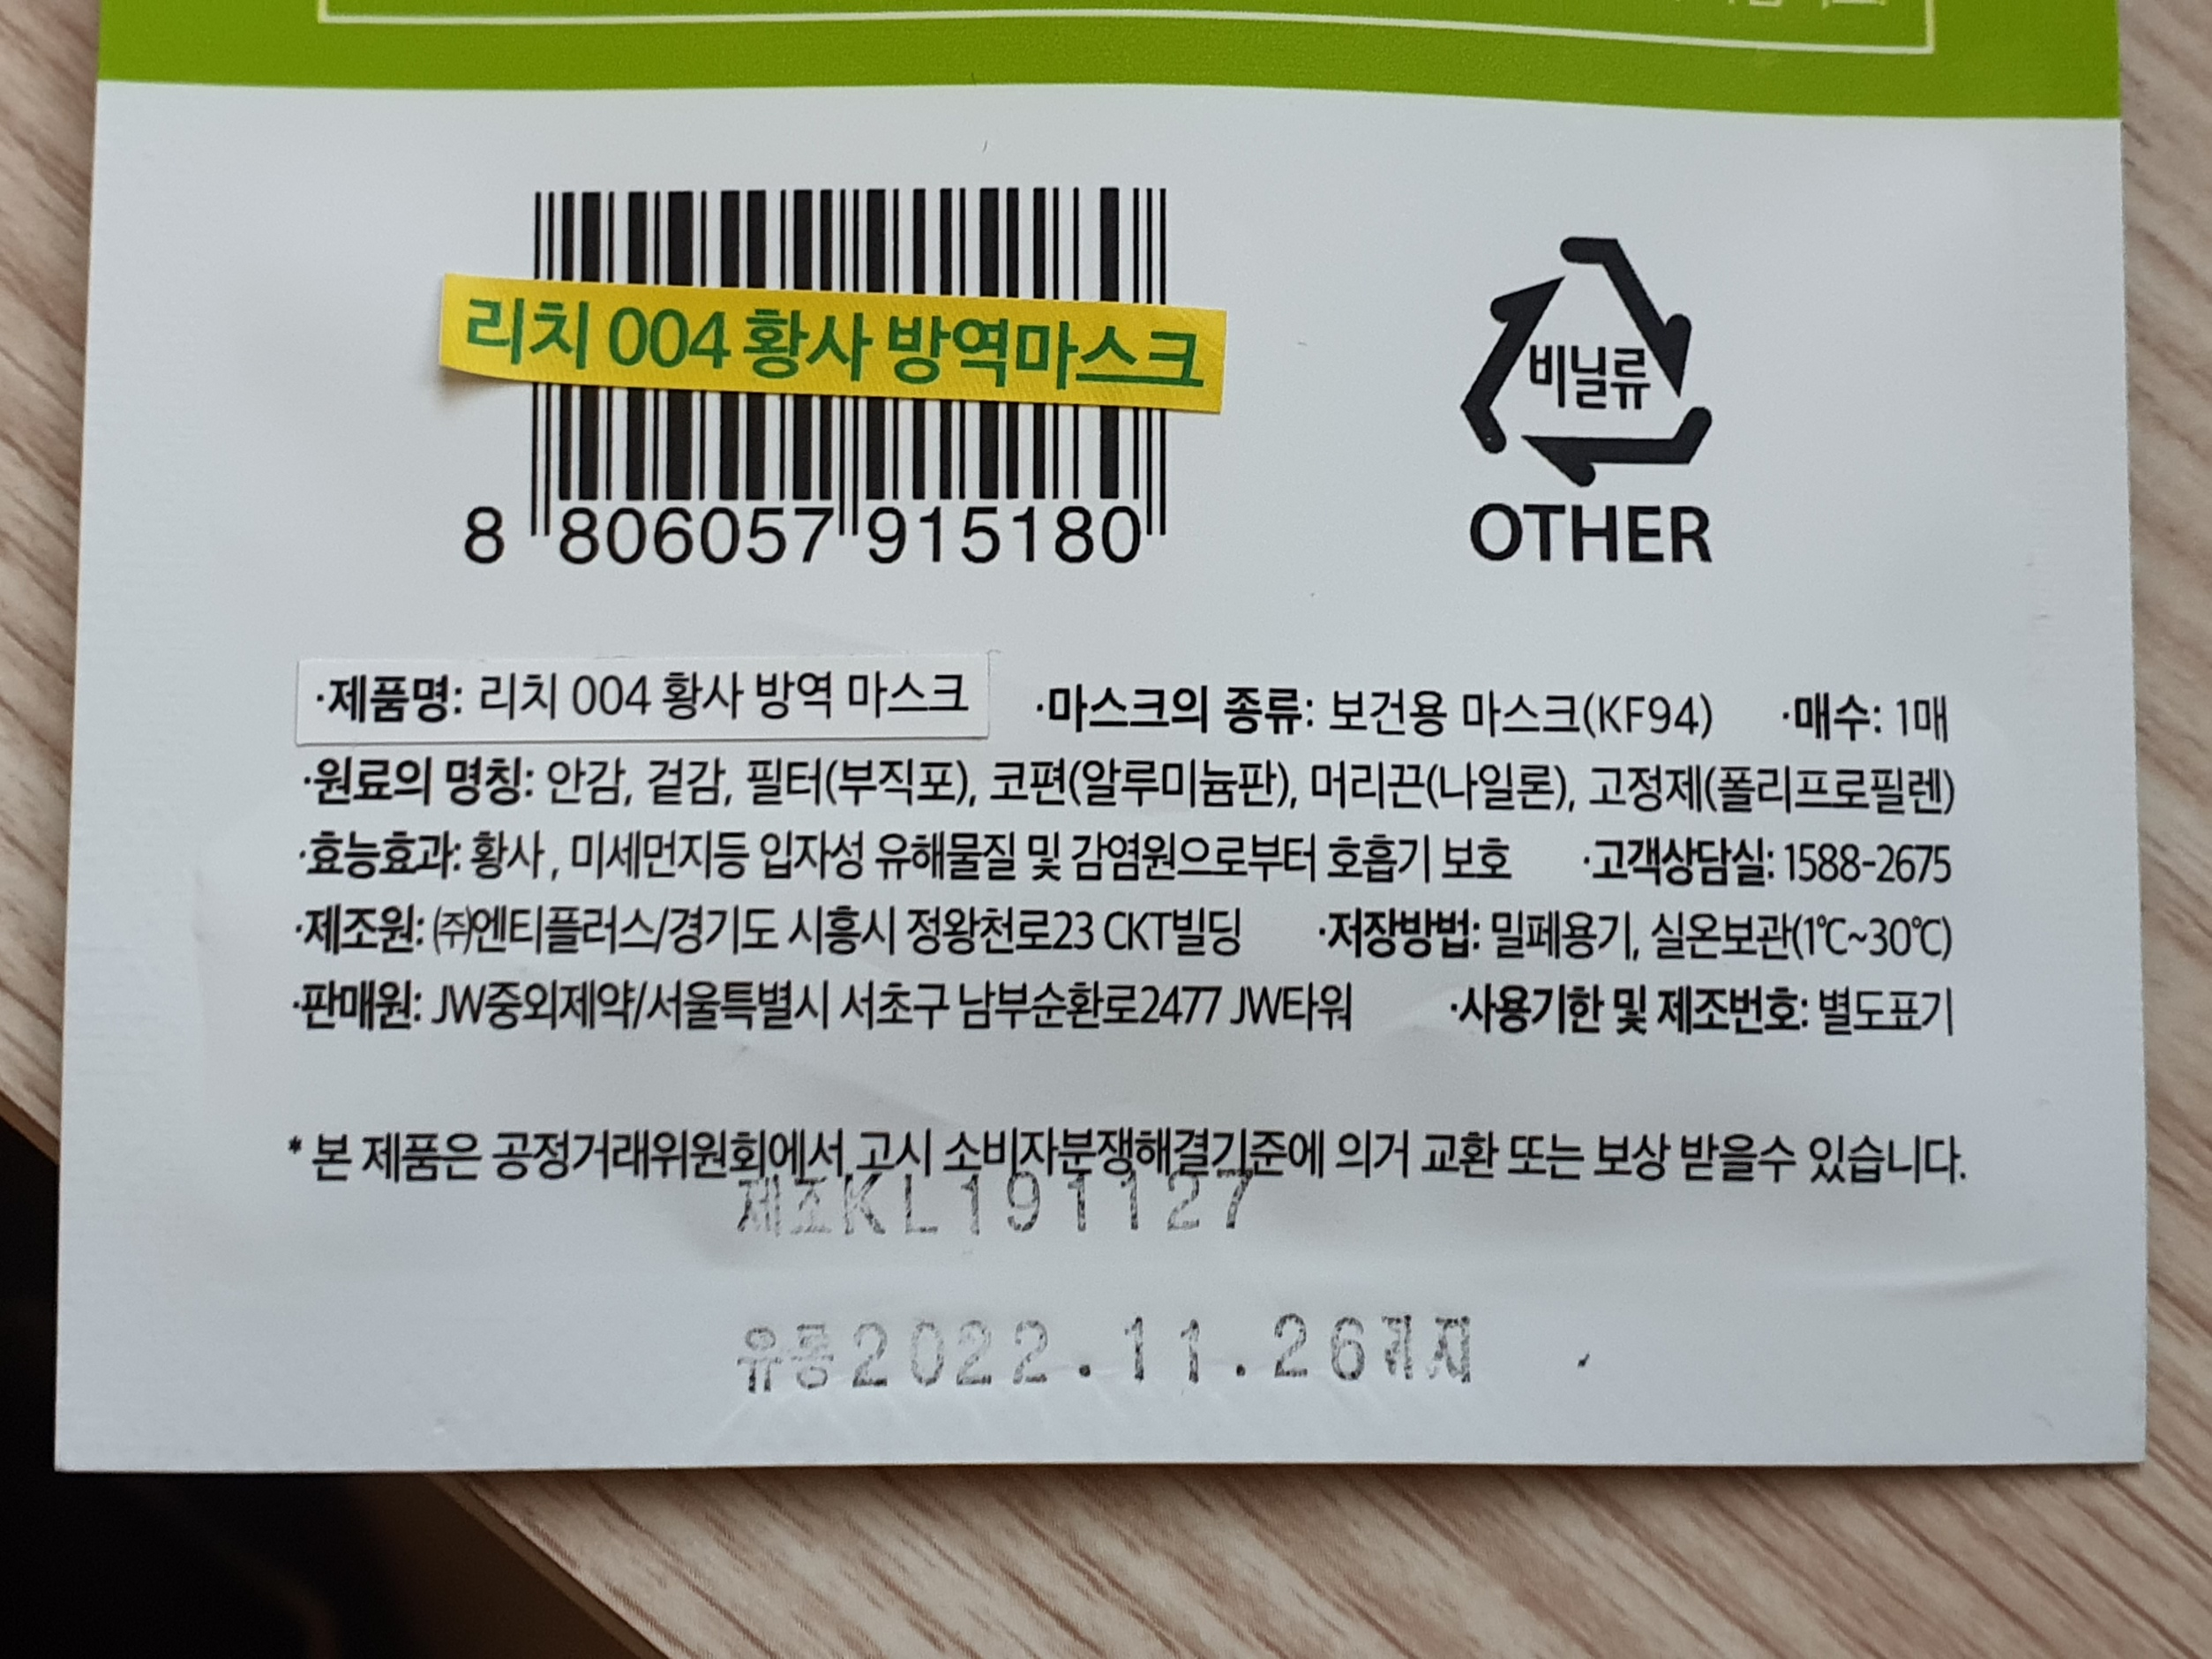 리치 004 황사 방역마스크
비닐류
OTHER
8 806057 915180
·제품명: 리치 004 황사 방역 마스크 ·마스크의 종류: 보건용 마스크(KF94) ·매수: 1매
·원료의 명칭: 안감, 겉감, 필터(부직포), 코편(알루미늄판), 머리끈(나일론), 고정제(폴리프로필렌)
·효능효과: 황사, 미세먼지등 입자성 유해물질 및 감염원으로부터 호흡기 보호 ·고객상담실: 1588-2675
·제조원: ㈜엔티플러스/경기도 시흥시 정왕천로23 CKT빌딩 ·저장방법: 밀폐용기, 실온보관(1℃~30℃)
·판매원: JW중외제약/서울특별시 서초구 남부순환로2477 JW타워 ·사용기한 및 제조번호: 별도표기
* 본 제품은 공정거래위원회에서 고시 소비자분쟁해결기준에 의거 교환 또는 보상 받을수 있습니다.
제조KL191127
유통2022.11.26까지